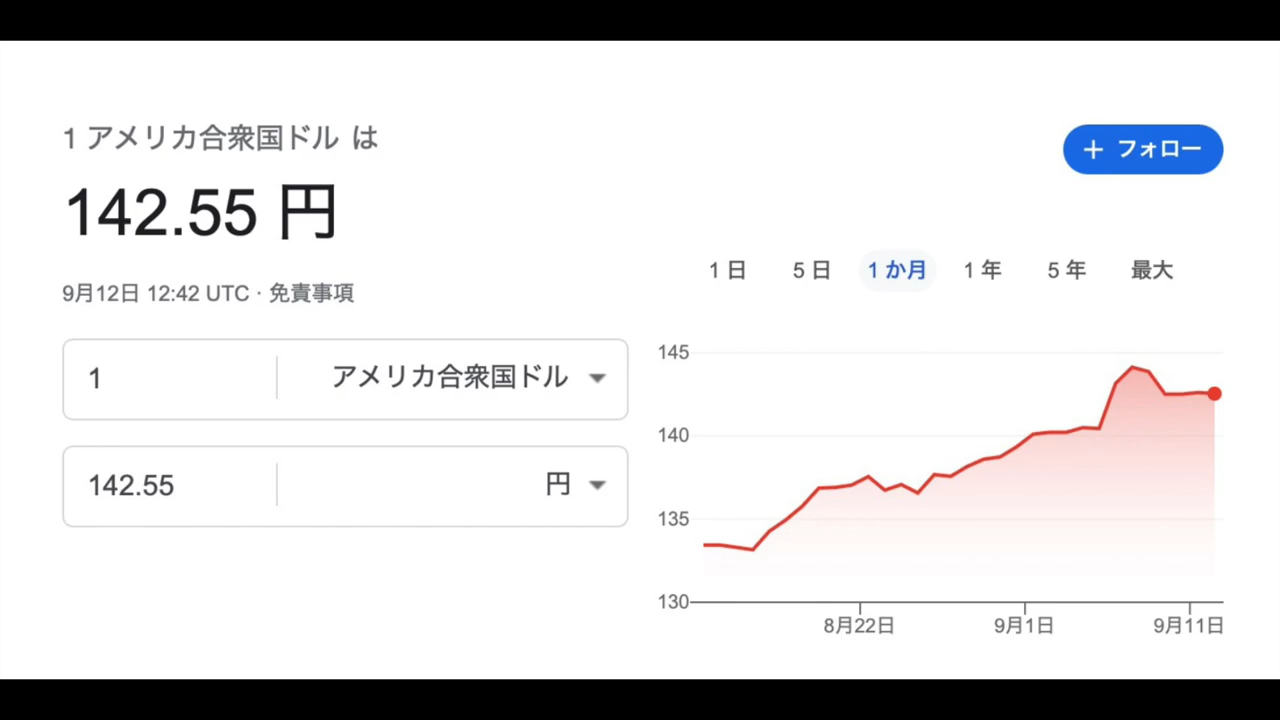 1 アメリカ合衆国ドル は
142.55 円
9月12日 12:42 UTC · 免責事項
1 アメリカ合衆国ドル
142.55 円
+ フォロー
1 日 5 日 1 か月 1 年 5 年 最大
145
140
135
130
8月22日 9月1日 9月11日